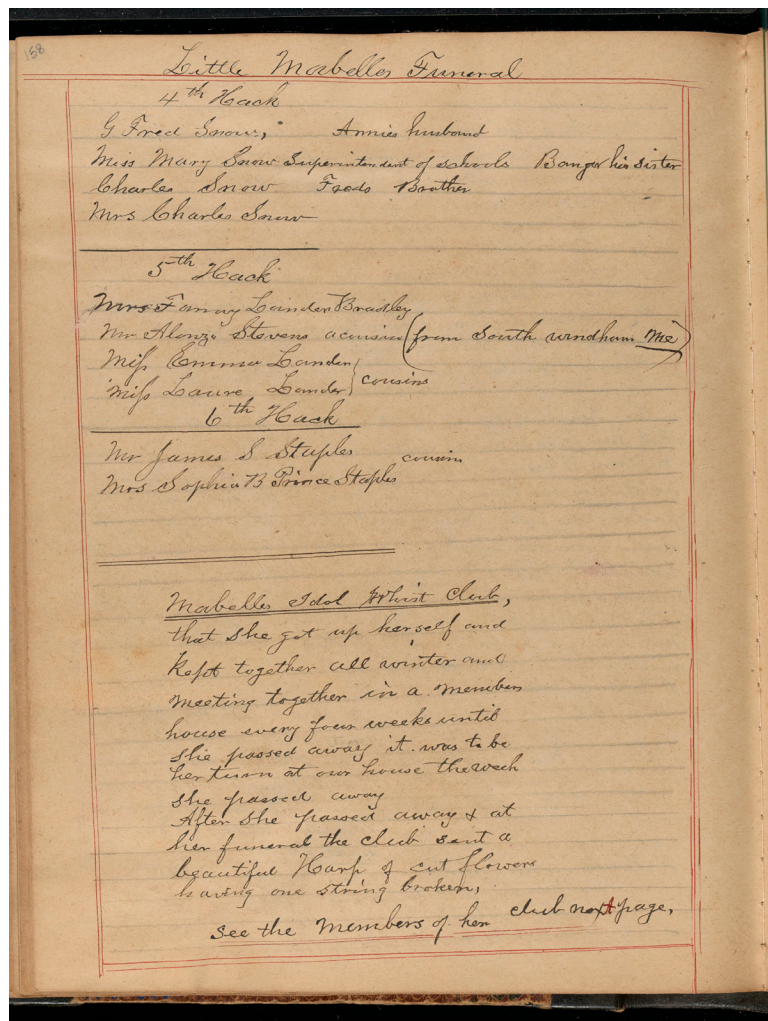 158
Little Mabelles Funeral
4th Hack
G Fred Snow, Annies husband
Miss Mary Snow Superintendent of schools Bangor his sister
Charles Snow Freds Brother
Mrs Charles Snow
5th Hack
Mrs Fanny Lander Bradley
Mr Alonzo Stevens a cousin (from South windham Me)
Miss Emma Lander
Miss Laura Lander } cousins
6th Hack
Mr James S Staples cousin
Mrs Sophia B Prince Staples
Mabelles Idol Whist Club,
that she got up herself and
kept together all winter and
meeting together in a members
house every four weeks until
she passed away it was to be
her turn at our house the week
she passed away
After she passed away & at
her funeral the club sent a
beautiful Harp of cut flowers
having one string broken,
see the Members of her club next page,